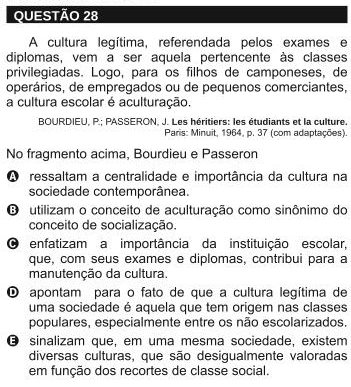 QUESTÃO 28
A cultura legítima, referendada pelos exames e
diplomas, vem a ser aquela pertencente às classes
privilegiadas. Logo, para os filhos de camponeses, de
operários, de empregados ou de pequenos comerciantes,
a cultura escolar é aculturação.
BOURDIEU, P.; PASSERON, J. Les héritiers: les étudiants et la culture.
Paris: Minuit, 1964, p. 37 (com adaptações).
No fragmento acima, Bourdieu e Passeron
A ressaltam a centralidade e importância da cultura na
sociedade contemporânea.
B utilizam o conceito de aculturação como sinônimo do
conceito de socialização.
C enfatizam a importância da instituição escolar,
que, com seus exames e diplomas, contribui para a
manutenção da cultura.
D apontam para o fato de que a cultura legítima de
uma sociedade é aquela que tem origem nas classes
populares, especialmente entre os não escolarizados.
E sinalizam que, em uma mesma sociedade, existem
diversas culturas, que são desigualmente valoradas
em função dos recortes de classe social.